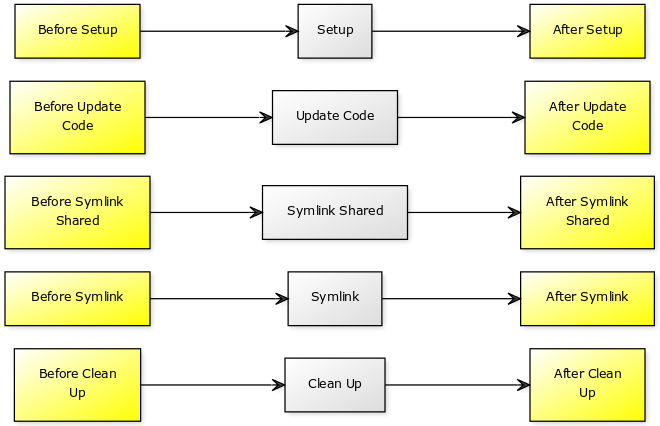 Before Setup
Setup
After Setup
Before Update
Code
Update Code
After Update
Code
Before Symlink
Shared
Symlink Shared
After Symlink
Shared
Before Symlink
Symlink
After Symlink
Before Clean
Up
Clean Up
After Clean
Up